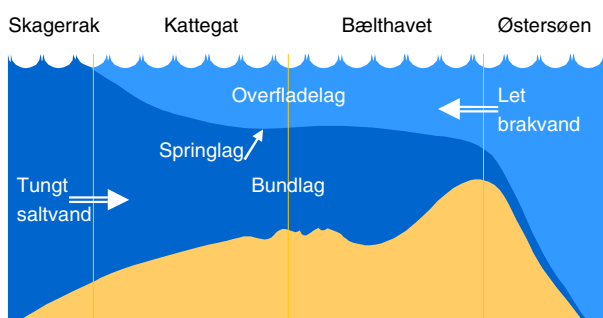 Skagerrak Kattegat Bælthavet Østersøen
Overfladelag
Let
brakvand
Springlag
Tungt
saltvand
Bundlag